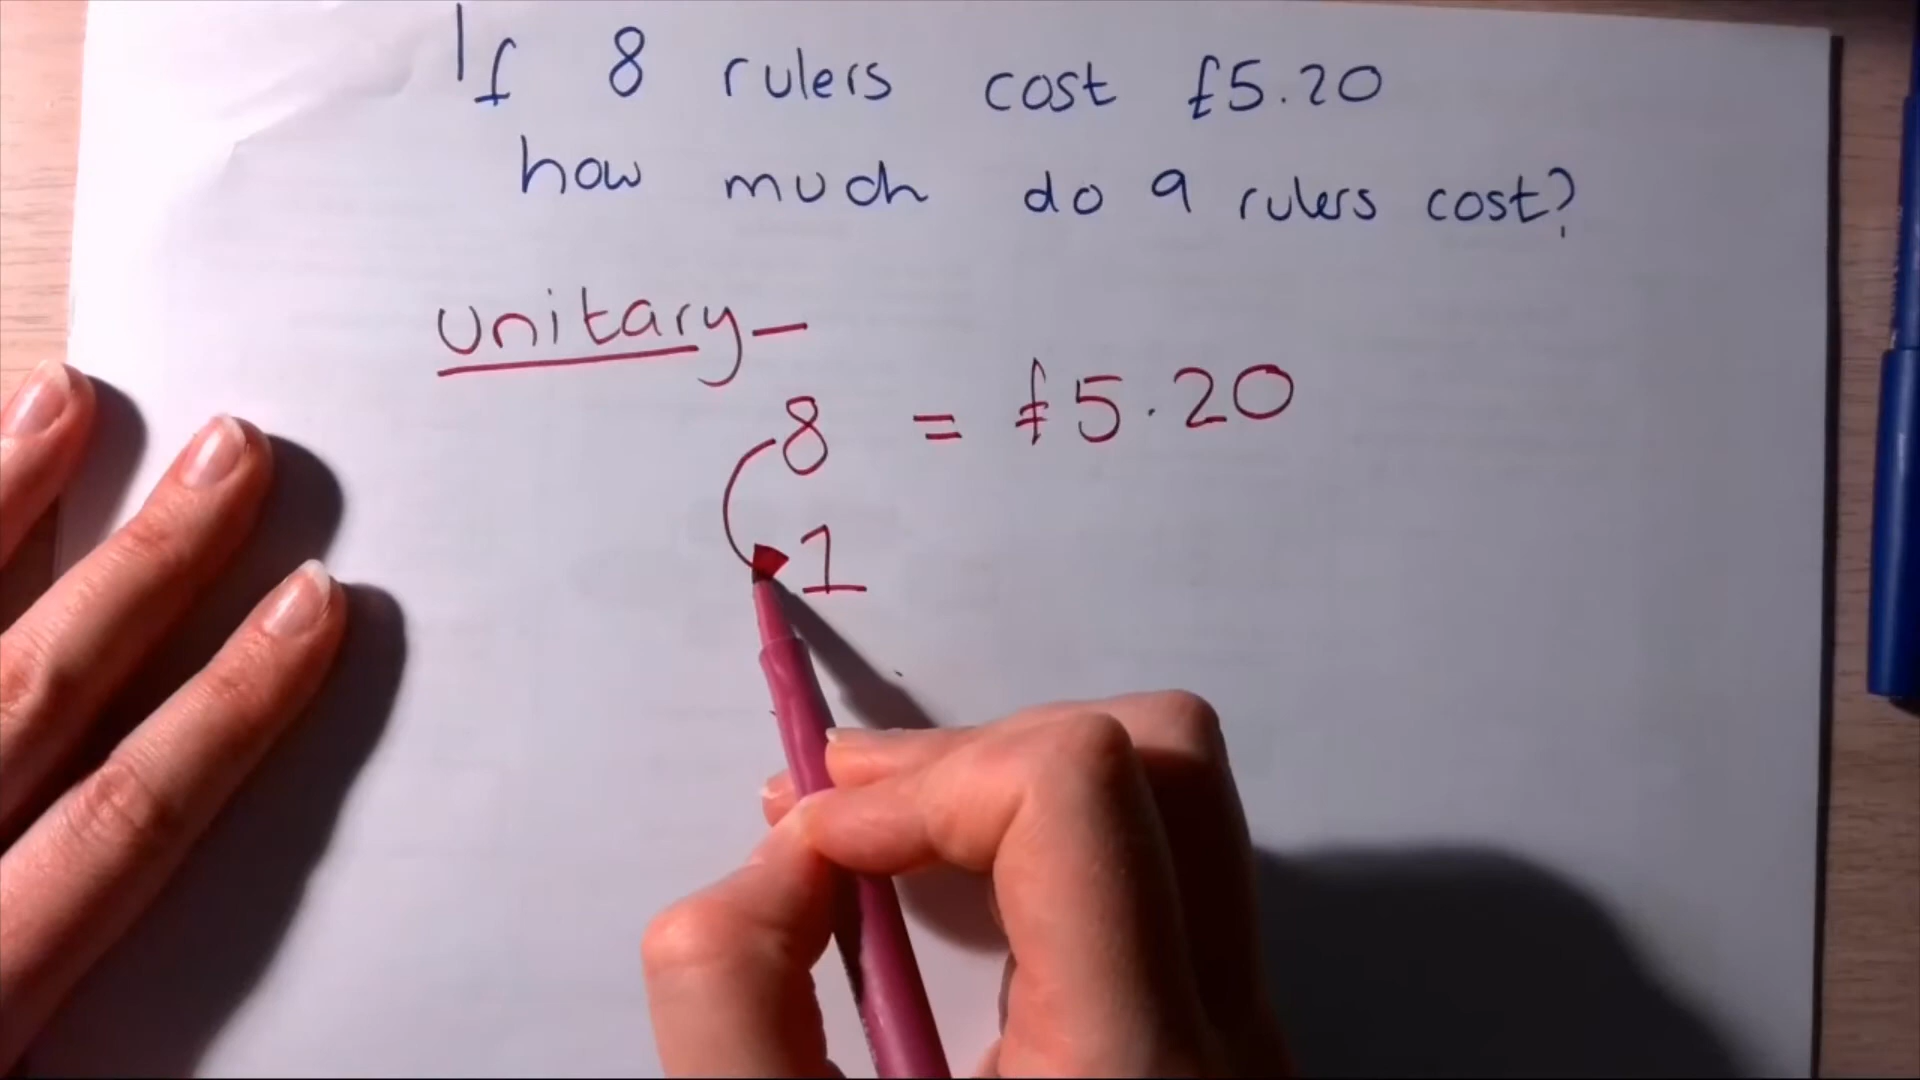 If 8 rulers cost £5.20
how much do 9 rulers cost?
Unitary -
8 = £5.20
1